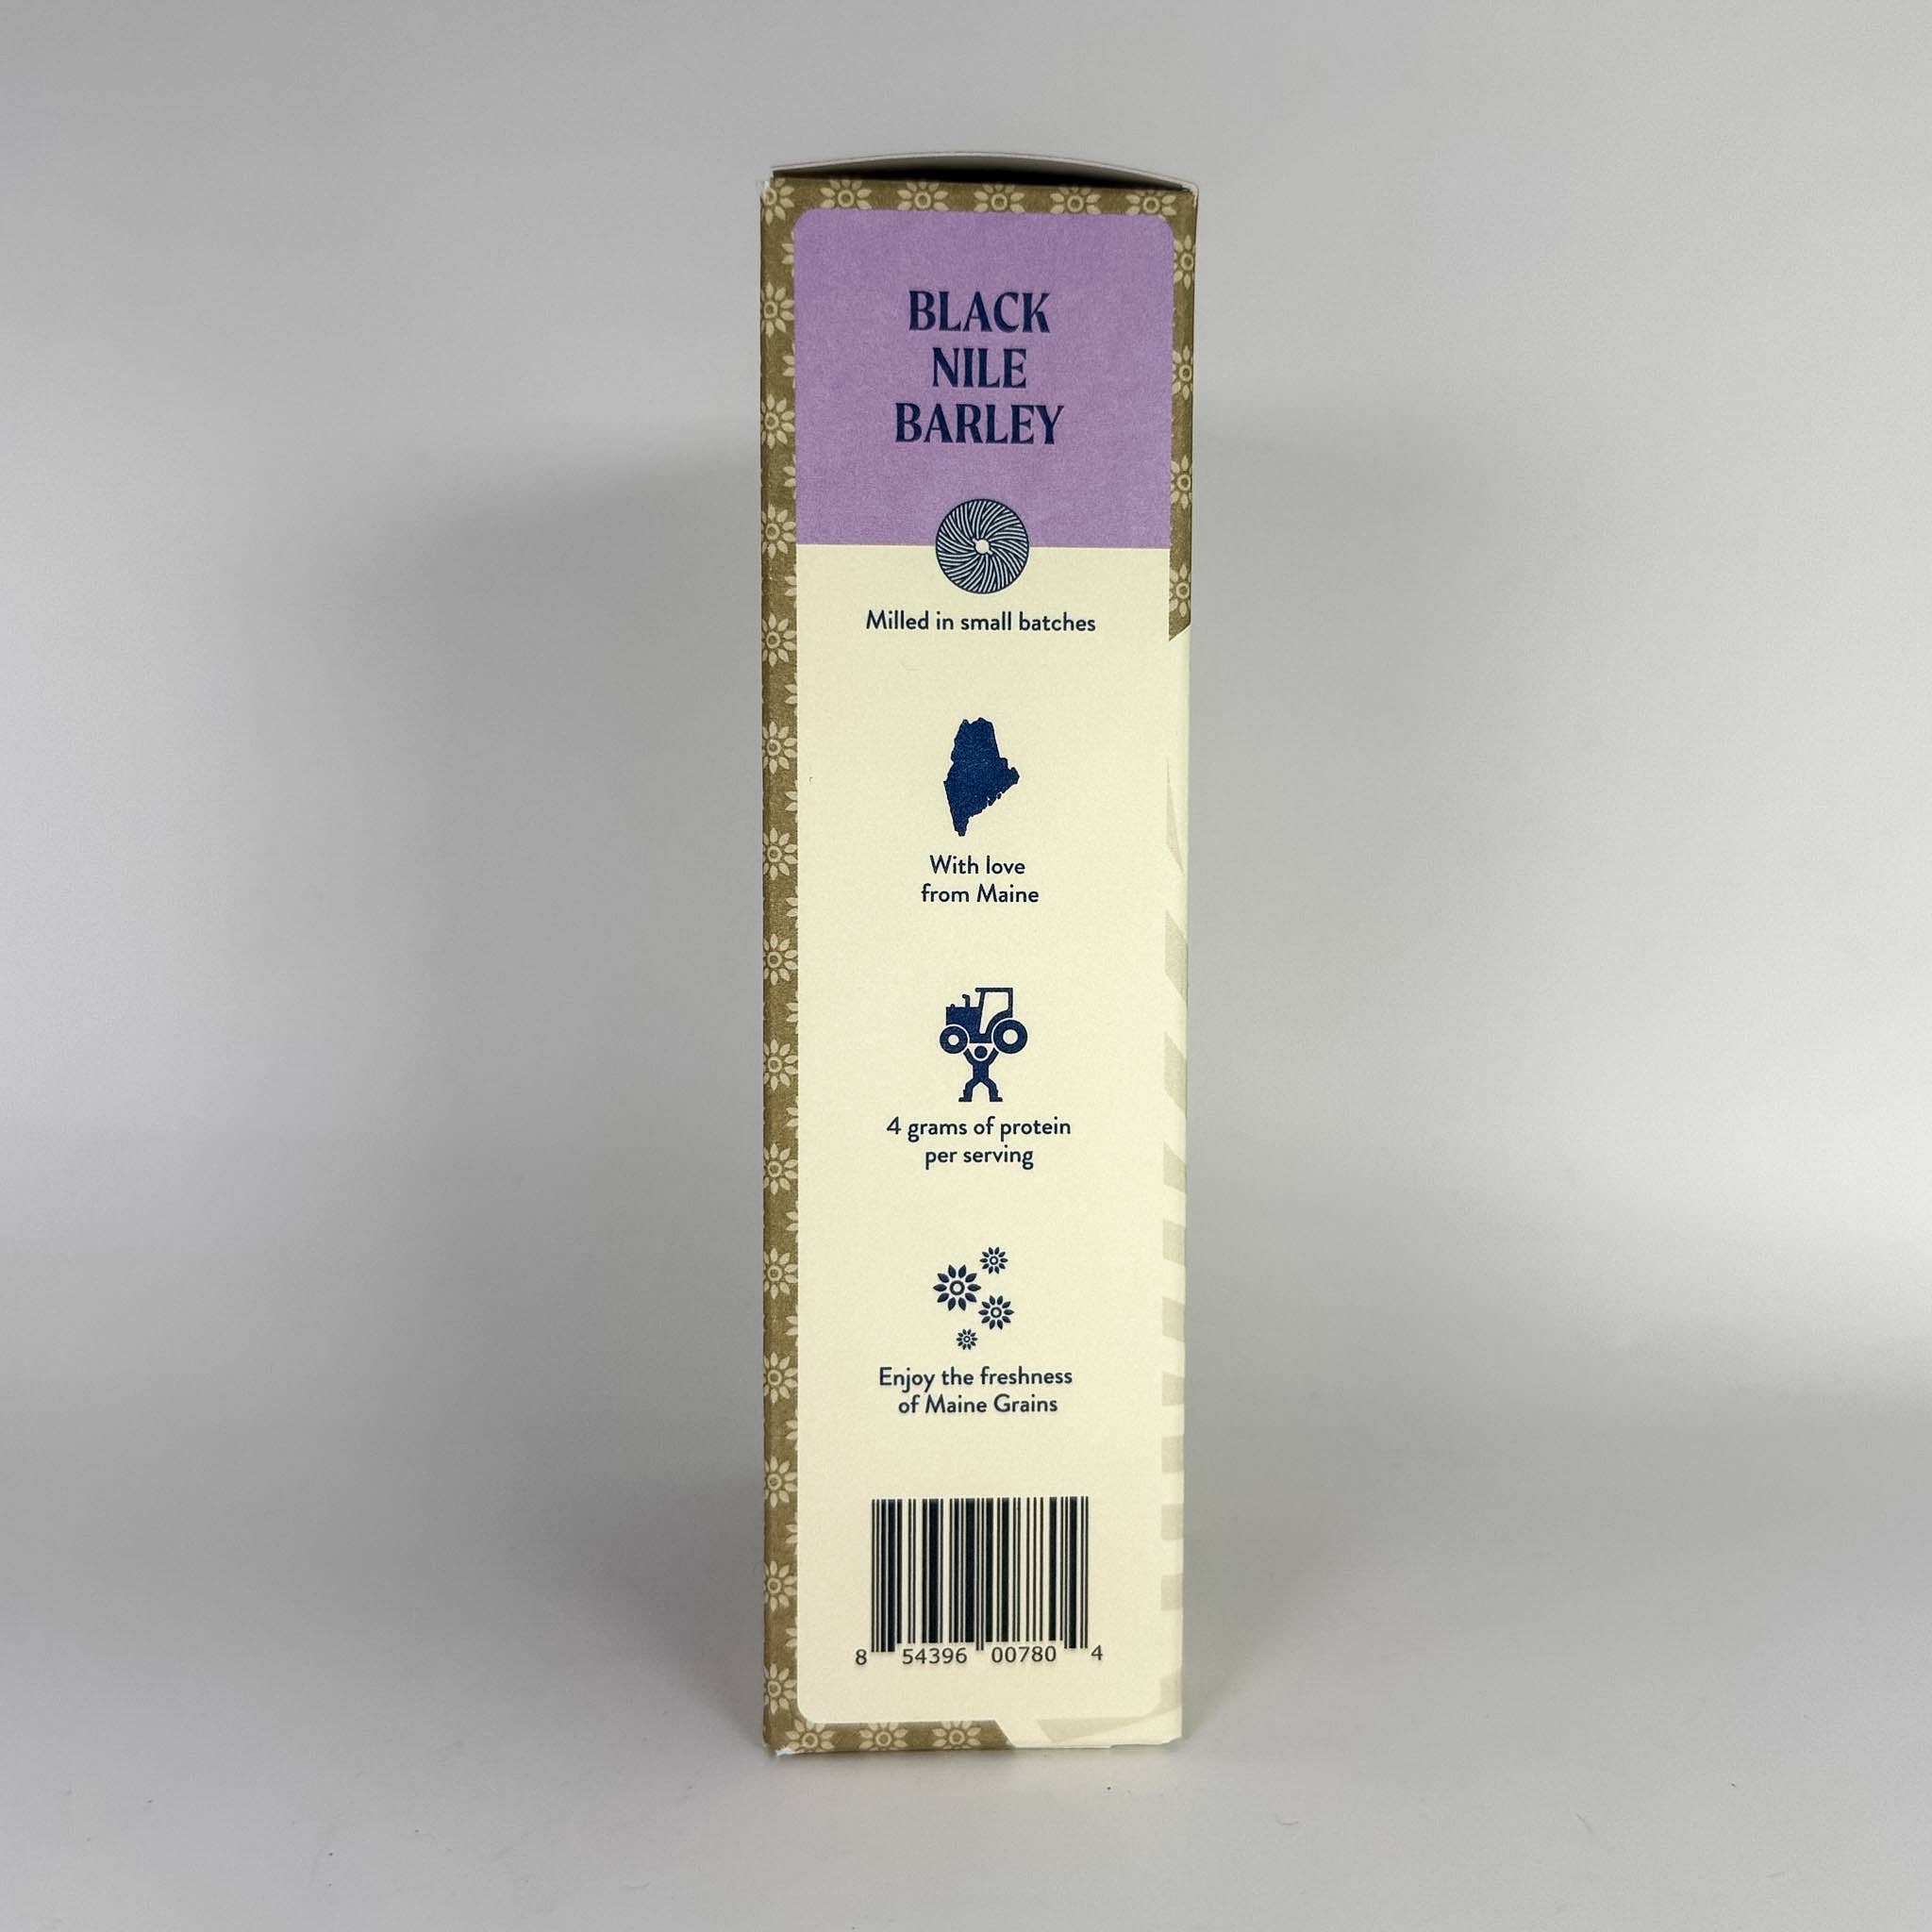 BLACK
NILE
BARLEY
Milled in small batches
With love
from Maine
4 grams of protein
per serving
Enjoy the freshness
of Maine Grains
8 54396 00780 4